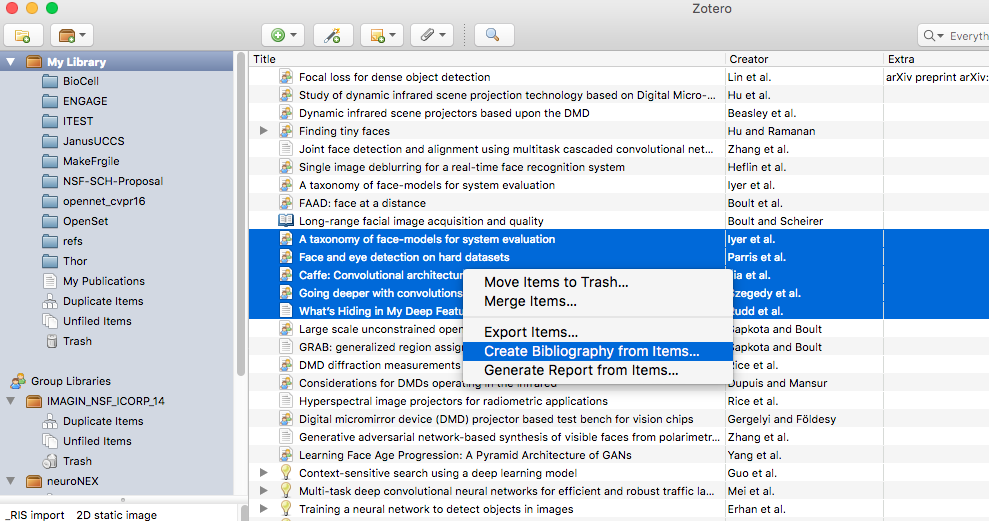 Zotero
Everyth
Title Creator Extra
My Library
BioCell
ENGAGE
ITEST
JanusUCCS
MakeFrgile
NSF-SCH-Proposal
opennet_cvpr16
OpenSet
refs
Thor
My Publications
Duplicate Items
Unfiled Items
Trash
Group Libraries
IMAGIN_NSF_ICORP_14
Duplicate Items
Unfiled Items
Trash
neuroNEX
_RIS import 2D static image
Focal loss for dense object detection Lin et al. arXiv preprint arXiv:
Study of dynamic infrared scene projection technology based on Digital Micro-... Hu et al.
Dynamic infrared scene projectors based upon the DMD Beasley et al.
Finding tiny faces Hu and Ramanan
Joint face detection and alignment using multitask cascaded convolutional net... Zhang et al.
Single image deblurring for a real-time face recognition system Heflin et al.
A taxonomy of face-models for system evaluation Iyer et al.
FAAD: face at a distance Boult et al.
Long-range facial image acquisition and quality Boult and Scheirer
A taxonomy of face-models for system evaluation Iyer et al.
Face and eye detection on hard datasets Parris et al.
Caffe: Convolutional architectur Jia et al.
Going deeper with convolutions Szegedy et al.
What's Hiding in My Deep Featu Rudd et al.
Large scale unconstrained open Sapkota and Boult
GRAB: generalized region assig Sapkota and Boult
DMD diffraction measurements Rice et al.
Considerations for DMDs operating in the infrared Dupuis and Mansur
Hyperspectral image projectors for radiometric applications Rice et al.
Digital micromirror device (DMD) projector based test bench for vision chips Gergelyi and Földesy
Generative adversarial network-based synthesis of visible faces from polarimetr... Zhang et al.
Learning Face Age Progression: A Pyramid Architecture of GANs Yang et al.
Context-sensitive search using a deep learning model Guo et al.
Multi-task deep convolutional neural networks for efficient and robust traffic la... Mei et al.
Training a neural network to detect objects in images Erhan et al.
Move Items to Trash...
Merge Items...
Export Items...
Create Bibliography from Items...
Generate Report from Items...